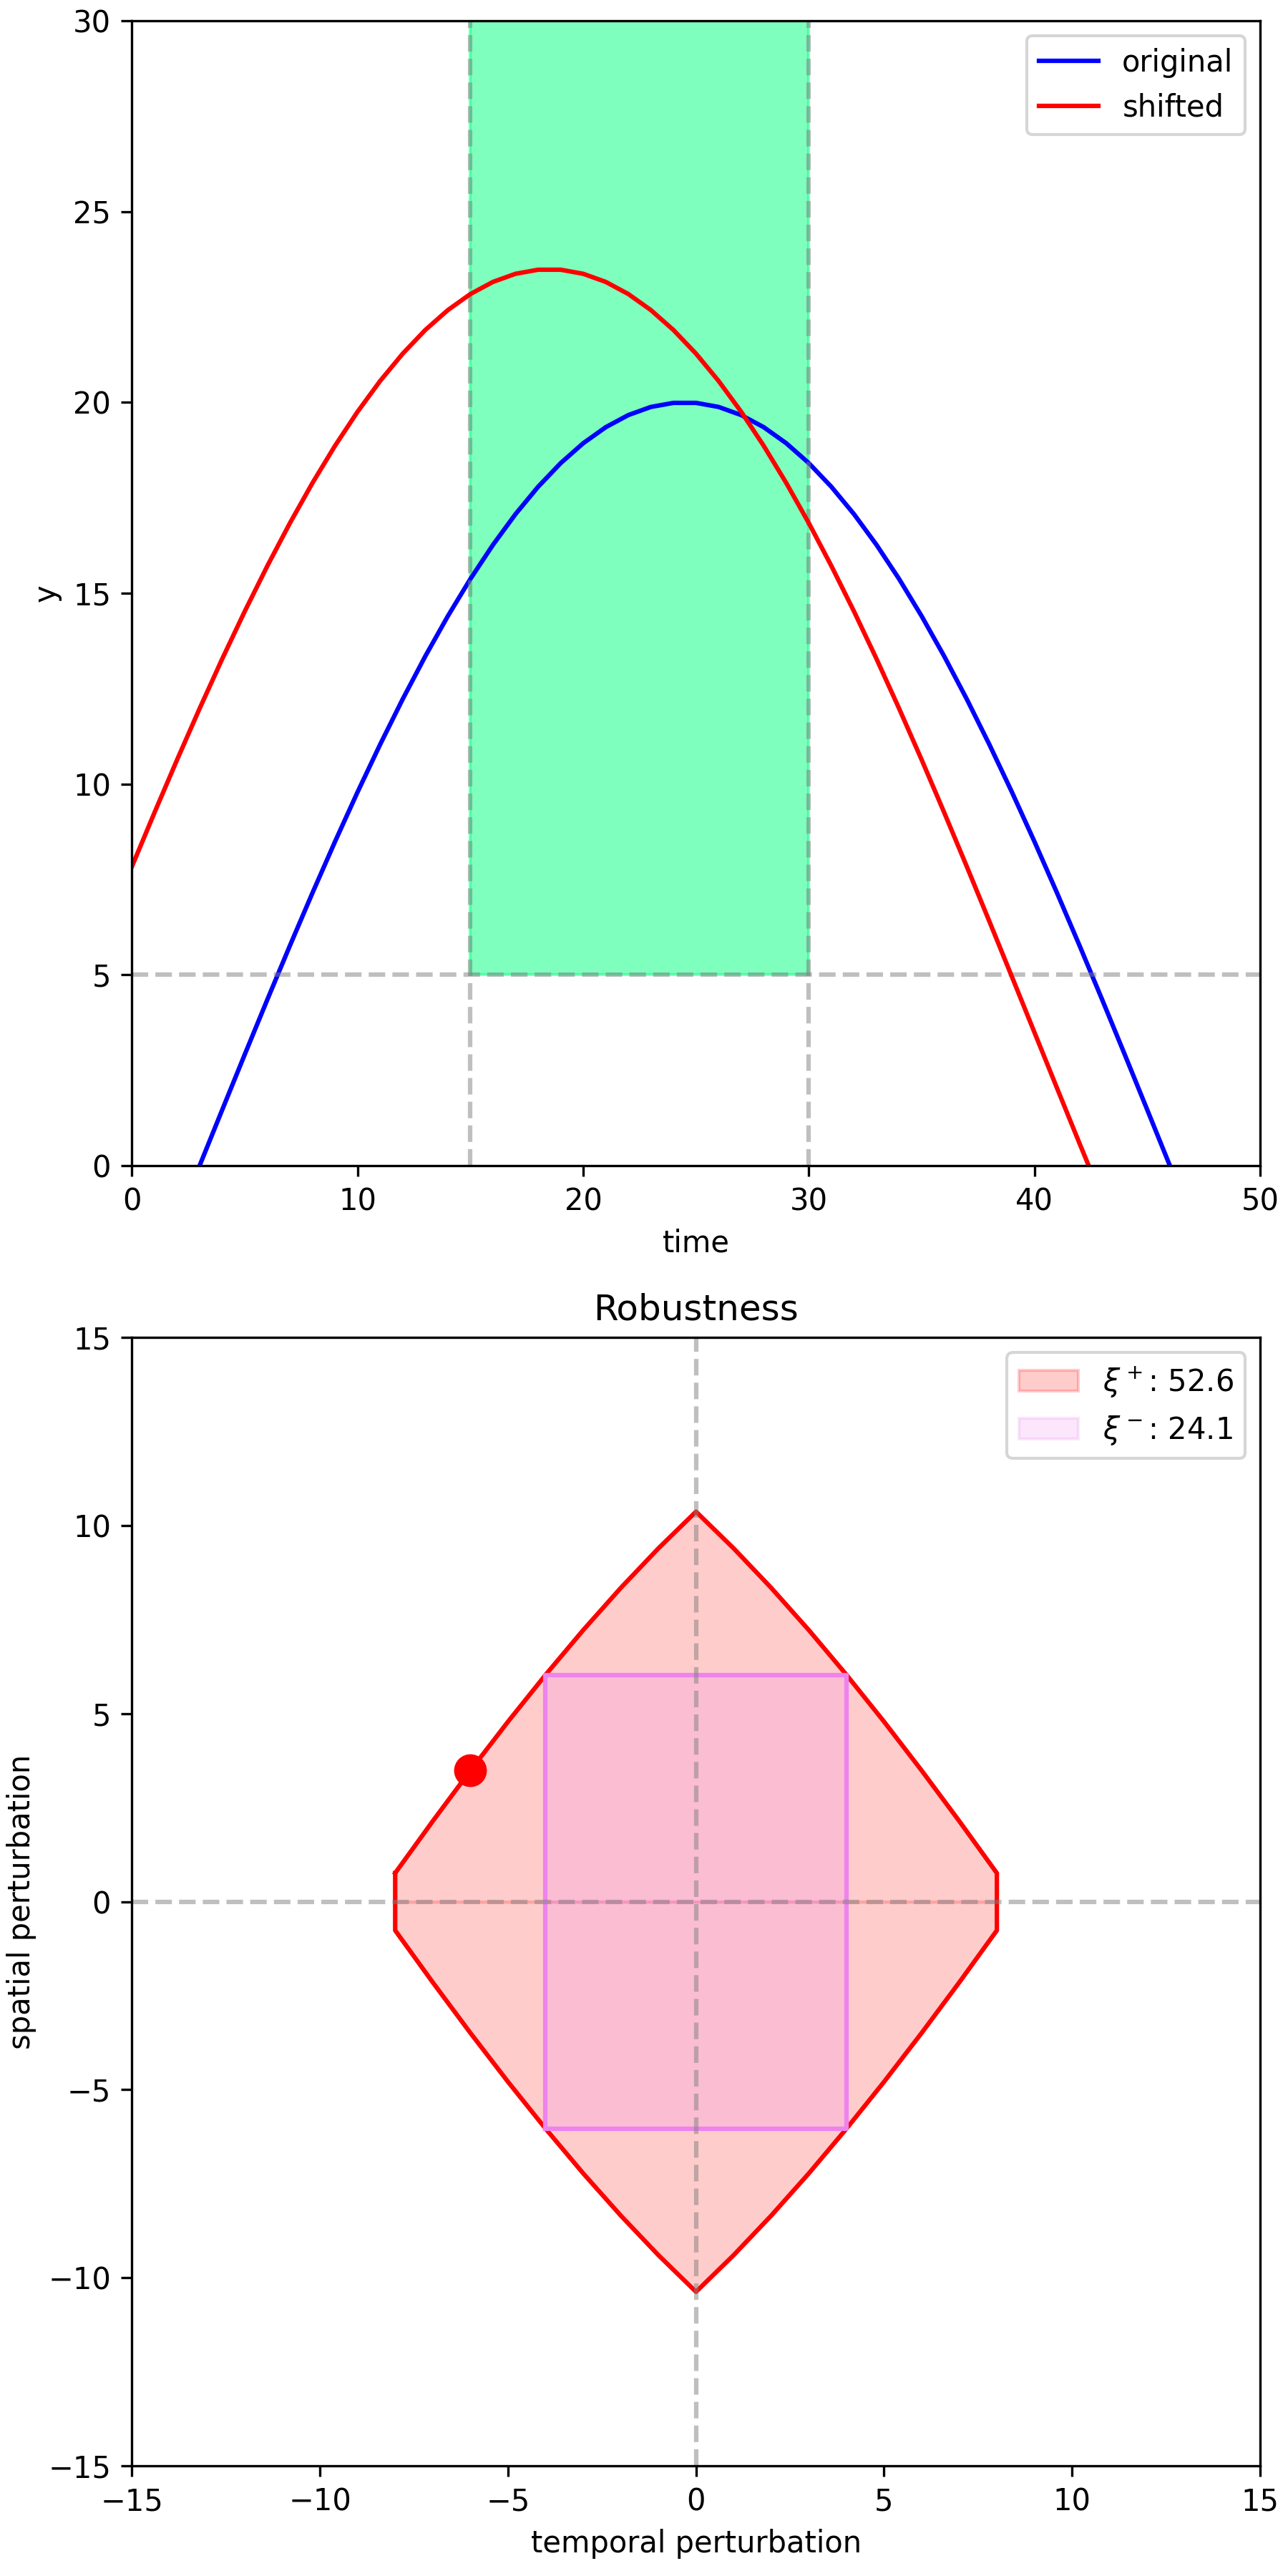 30
25
20
15
10
5
0
y
0 10 20 30 40 50
time
original
shifted
Robustness
15
10
5
0
−5
−10
−15
spatial perturbation
−15 −10 −5 0 5 10 15
temporal perturbation
ξ⁺: 52.6
ξ⁻: 24.1